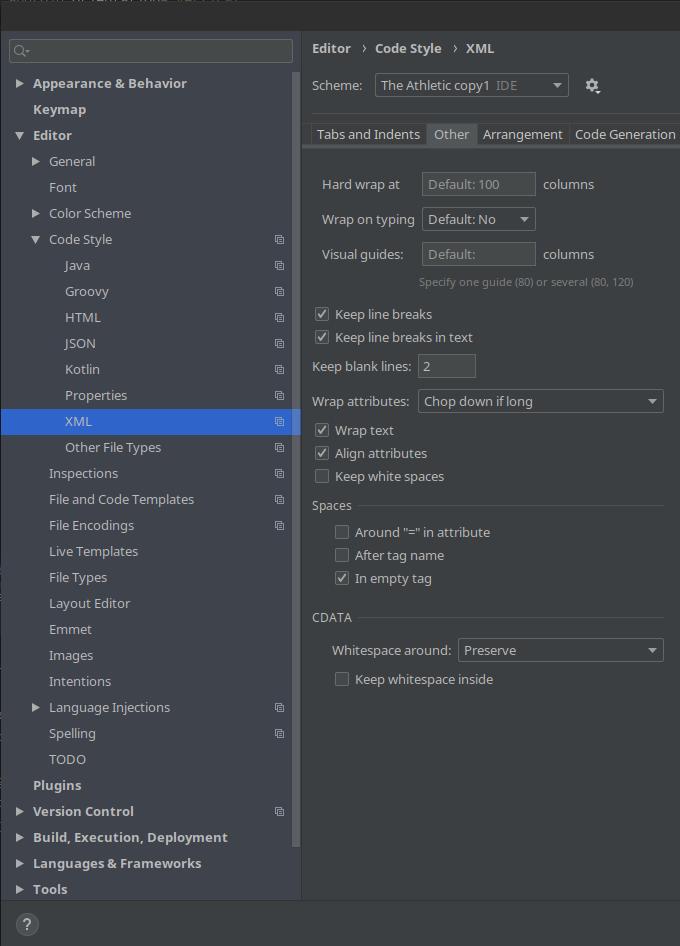 Appearance & Behavior
Keymap
Editor
General
Font
Color Scheme
Code Style
Java
Groovy
HTML
JSON
Kotlin
Properties
XML
Other File Types
Inspections
File and Code Templates
File Encodings
Live Templates
File Types
Layout Editor
Emmet
Images
Intentions
Language Injections
Spelling
TODO
Plugins
Version Control
Build, Execution, Deployment
Languages & Frameworks
Tools
?
Editor › Code Style › XML
Scheme: The Athletic copy1 IDE
Tabs and Indents Other Arrangement Code Generation
Hard wrap at Default: 100 columns
Wrap on typing Default: No
Visual guides: Default: columns
Specify one guide (80) or several (80, 120)
Keep line breaks
Keep line breaks in text
Keep blank lines: 2
Wrap attributes: Chop down if long
Wrap text
Align attributes
Keep white spaces
Spaces
Around "=" in attribute
After tag name
In empty tag
CDATA
Whitespace around: Preserve
Keep whitespace inside